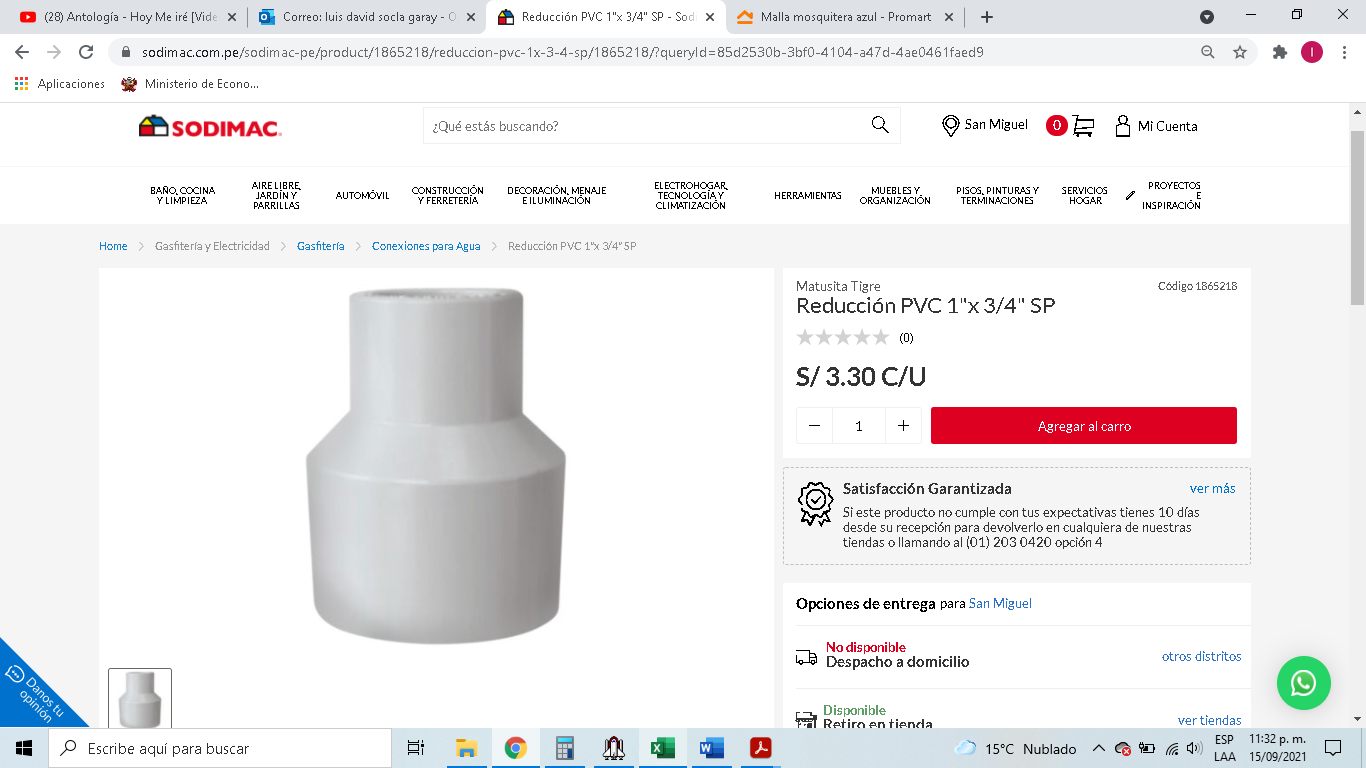 (28) Antología - Hoy Me iré [Vide
Correo: luis david socla garay - O
Reducción PVC 1"x 3/4" SP - Sodi
Malla mosquitera azul - Promart
sodimac.com.pe/sodimac-pe/product/1865218/reduccion-pvc-1x-3-4-sp/1865218/?queryId=85d2530b-3bf0-4104-a47d-4ae0461faed9
I
Aplicaciones
Ministerio de Econo...
SODIMAC
¿Qué estás buscando?
San Miguel
0
Mi Cuenta
BAÑO, COCINA
Y LIMPIEZA
AIRE LIBRE,
JARDÍN Y
PARRILLAS
AUTOMÓVIL
CONSTRUCCIÓN
Y FERRETERÍA
DECORACIÓN, MENAJE
E ILUMINACIÓN
ELECTROHOGAR,
TECNOLOGÍA Y
CLIMATIZACIÓN
HERRAMIENTAS
MUEBLES Y
ORGANIZACIÓN
PISOS, PINTURAS Y
TERMINACIONES
SERVICIOS
HOGAR
PROYECTOS
E
INSPIRACIÓN
Home > Gasfitería y Electricidad > Gasfitería > Conexiones para Agua > Reducción PVC 1"x 3/4" SP
Matusita Tigre
Código 1865218
Reducción PVC 1"x 3/4" SP
(0)
S/ 3.30 C/U
1
Agregar al carro
Satisfacción Garantizada
ver más
Si este producto no cumple con tus expectativas tienes 10 días
desde su recepción para devolverlo en cualquiera de nuestras
tiendas o llamando al (01) 203 0420 opción 4
Opciones de entrega para San Miguel
No disponible
Despacho a domicilio
otros distritos
Disponible
Retiro en tienda
ver tiendas
Danos tu
opinión
Escribe aquí para buscar
15°C Nublado
ESP
LAA
11:32 p. m.
15/09/2021